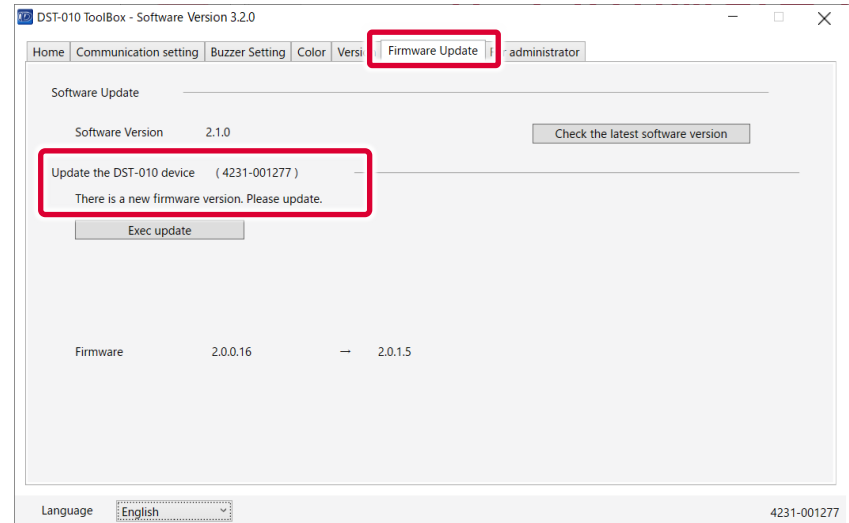 DST-010 ToolBox - Software Version 3.2.0
Home Communication setting Buzzer Setting Color Firmware Update administrator
Software Update
Software Version 2.1.0 Check the latest software version
Update the DST-010 device ( 4231-001277 )
There is a new firmware version. Please update.
Exec update
Firmware 2.0.0.16 → 2.0.1.5
Language English 4231-001277